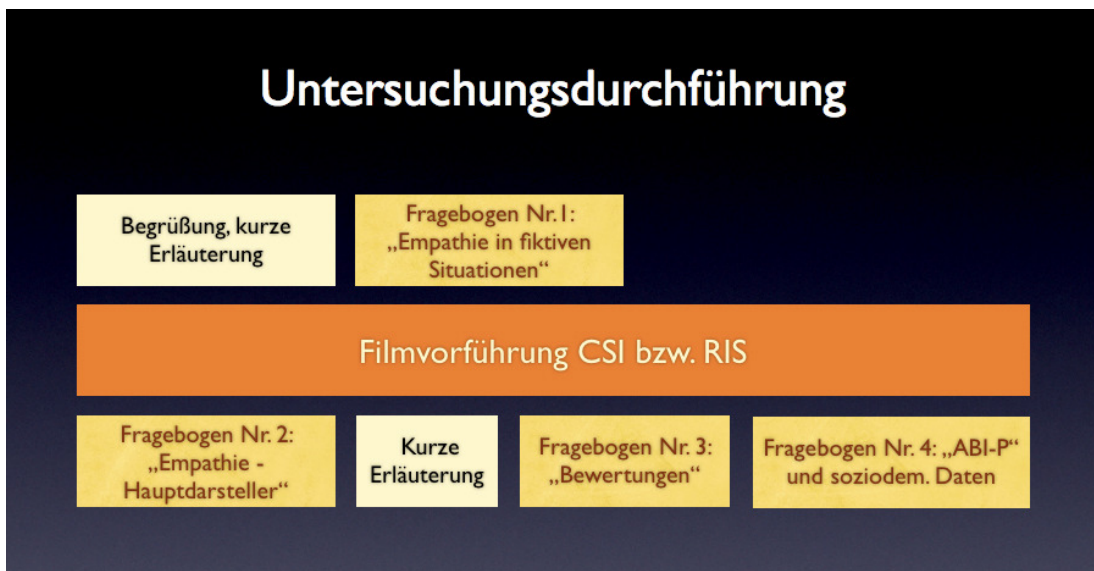 Untersuchungsdurchführung
Begrüßung, kurze
Erläuterung
Fragebogen Nr.1:
„Empathie in fiktiven
Situationen“
Filmvorführung CSI bzw. RIS
Fragebogen Nr. 2:
„Empathie -
Hauptdarsteller“
Kurze
Erläuterung
Fragebogen Nr. 3:
„Bewertungen“
Fragebogen Nr. 4: „ABI-P“
und soziodem. Daten